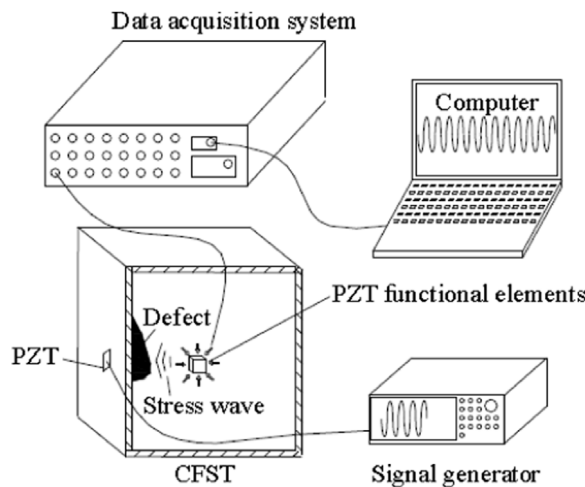 Data acquisition system
Computer
PZT functional elements
Defect
PZT
Stress wave
CFST
Signal generator